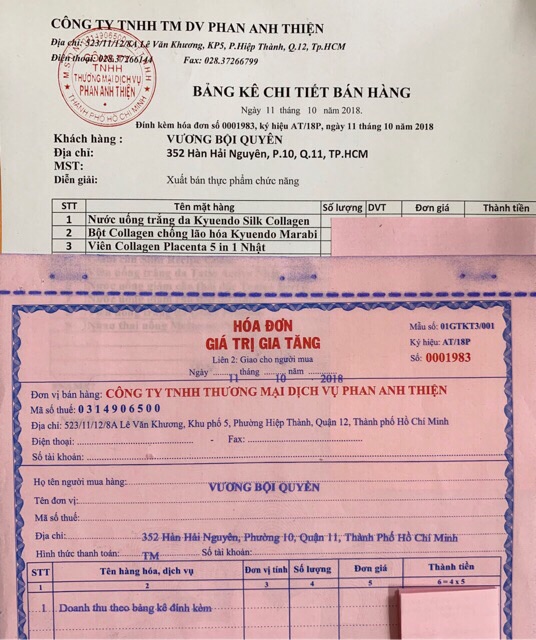 CÔNG TY TNHH TM DV PHAN ANH THIỆN
Địa chỉ: 523/11/12/8A Lê Văn Khương, KP5, P.Hiệp Thành, Q.12, Tp.HCM
Điện thoại: 028.37266144 Fax: 028.37266799
CÔNG TY
TNHH
THƯƠNG MẠI DỊCH VỤ
PHAN ANH THIỆN
THÀNH PHỐ HỒ CHÍ MINH
BẢNG KÊ CHI TIẾT BÁN HÀNG
Ngày 11 tháng 10 năm 2018.
Đính kèm hóa đơn số 0001983, ký hiệu AT/18P, ngày 11 tháng 10 năm 2018
Khách hàng : VƯƠNG BỘI QUYÊN
Địa chỉ: 352 Hàn Hải Nguyên, P.10, Q.11, TP.HCM
MST:
Diễn giải: Xuất bán thực phẩm chức năng
STT Tên mặt hàng Số lượng DVT Đơn giá Thành tiền
1 Nước uống trắng da Kyuendo Silk Collagen
2 Bột Collagen chống lão hóa Kyuendo Marabi
3 Viên Collagen Placenta 5 in 1 Nhật
HÓA ĐƠN
GIÁ TRỊ GIA TĂNG
Liên 2: Giao cho người mua
Ngày 11 tháng 10 năm 2018
Mẫu số: 01GTKT3/001
Ký hiệu: AT/18P
Số: 0001983
Đơn vị bán hàng: CÔNG TY TNHH THƯƠNG MẠI DỊCH VỤ PHAN ANH THIỆN
Mã số thuế: 0314906500
Địa chỉ: 523/11/12/8A Lê Văn Khương, Khu phố 5, Phường Hiệp Thành, Quận 12, Thành phố Hồ Chí Minh
Điện thoại: - Fax:
Số tài khoản:
Họ tên người mua hàng: VƯƠNG BỘI QUYÊN
Tên đơn vị:
Mã số thuế:
Địa chỉ: 352 Hàn Hải Nguyên, Phường 10, Quận 11, Thành Phố Hồ Chí Minh
Hình thức thanh toán: TM Số tài khoản:
STT Tên hàng hóa, dịch vụ Đơn vị tính Số lượng Đơn giá Thành tiền
1 2 3 4 5 6 = 4 x 5
1 Doanh thu theo bảng kê đính kèm